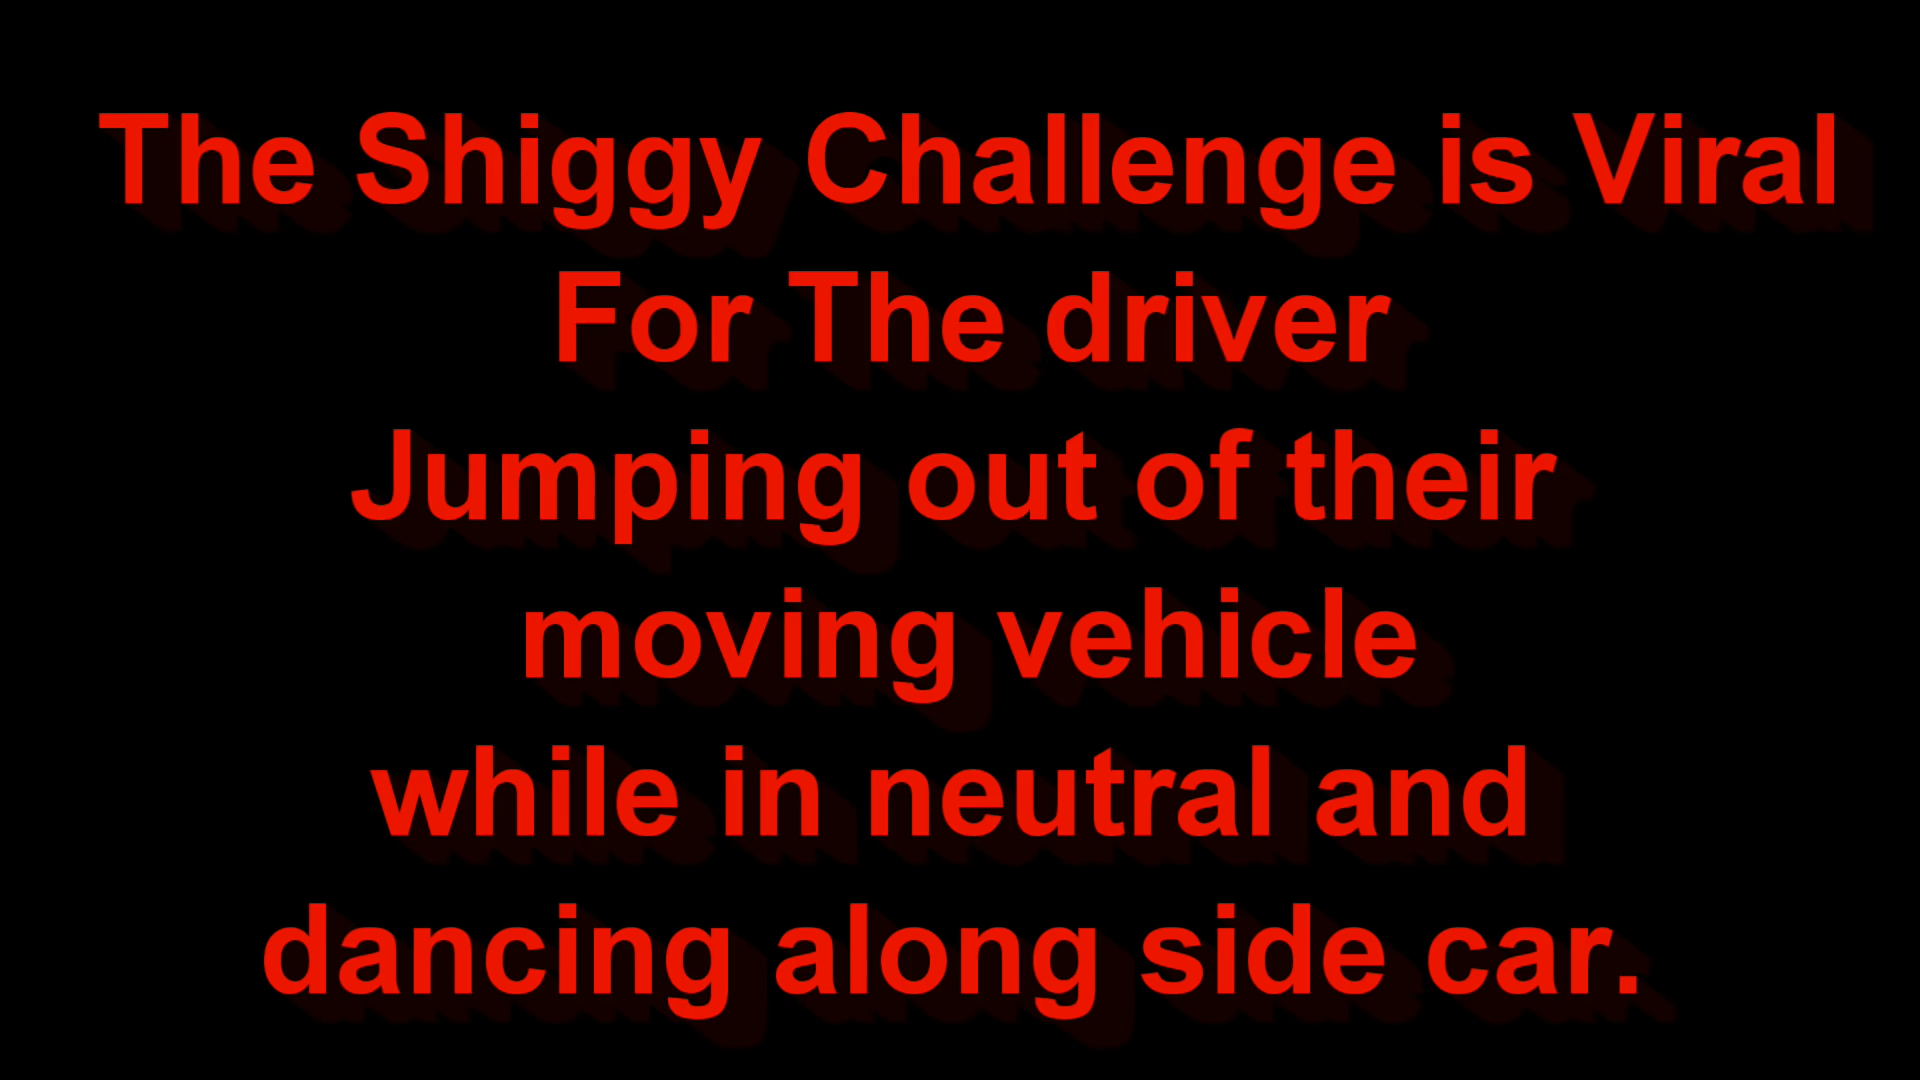 The Shiggy Challenge is Viral
For The driver
Jumping out of their
moving vehicle
while in neutral and
dancing along side car.